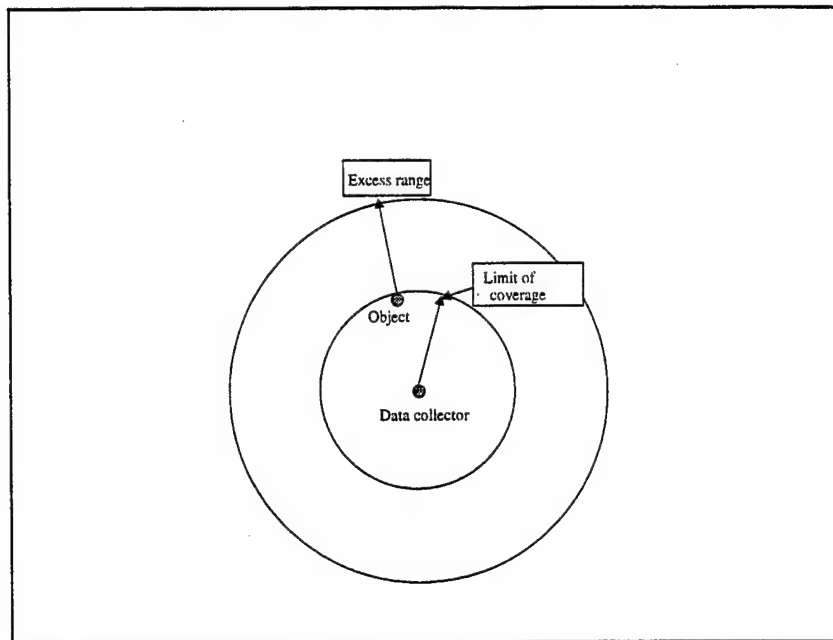 Excess range
Limit of
coverage
Object
Data collector